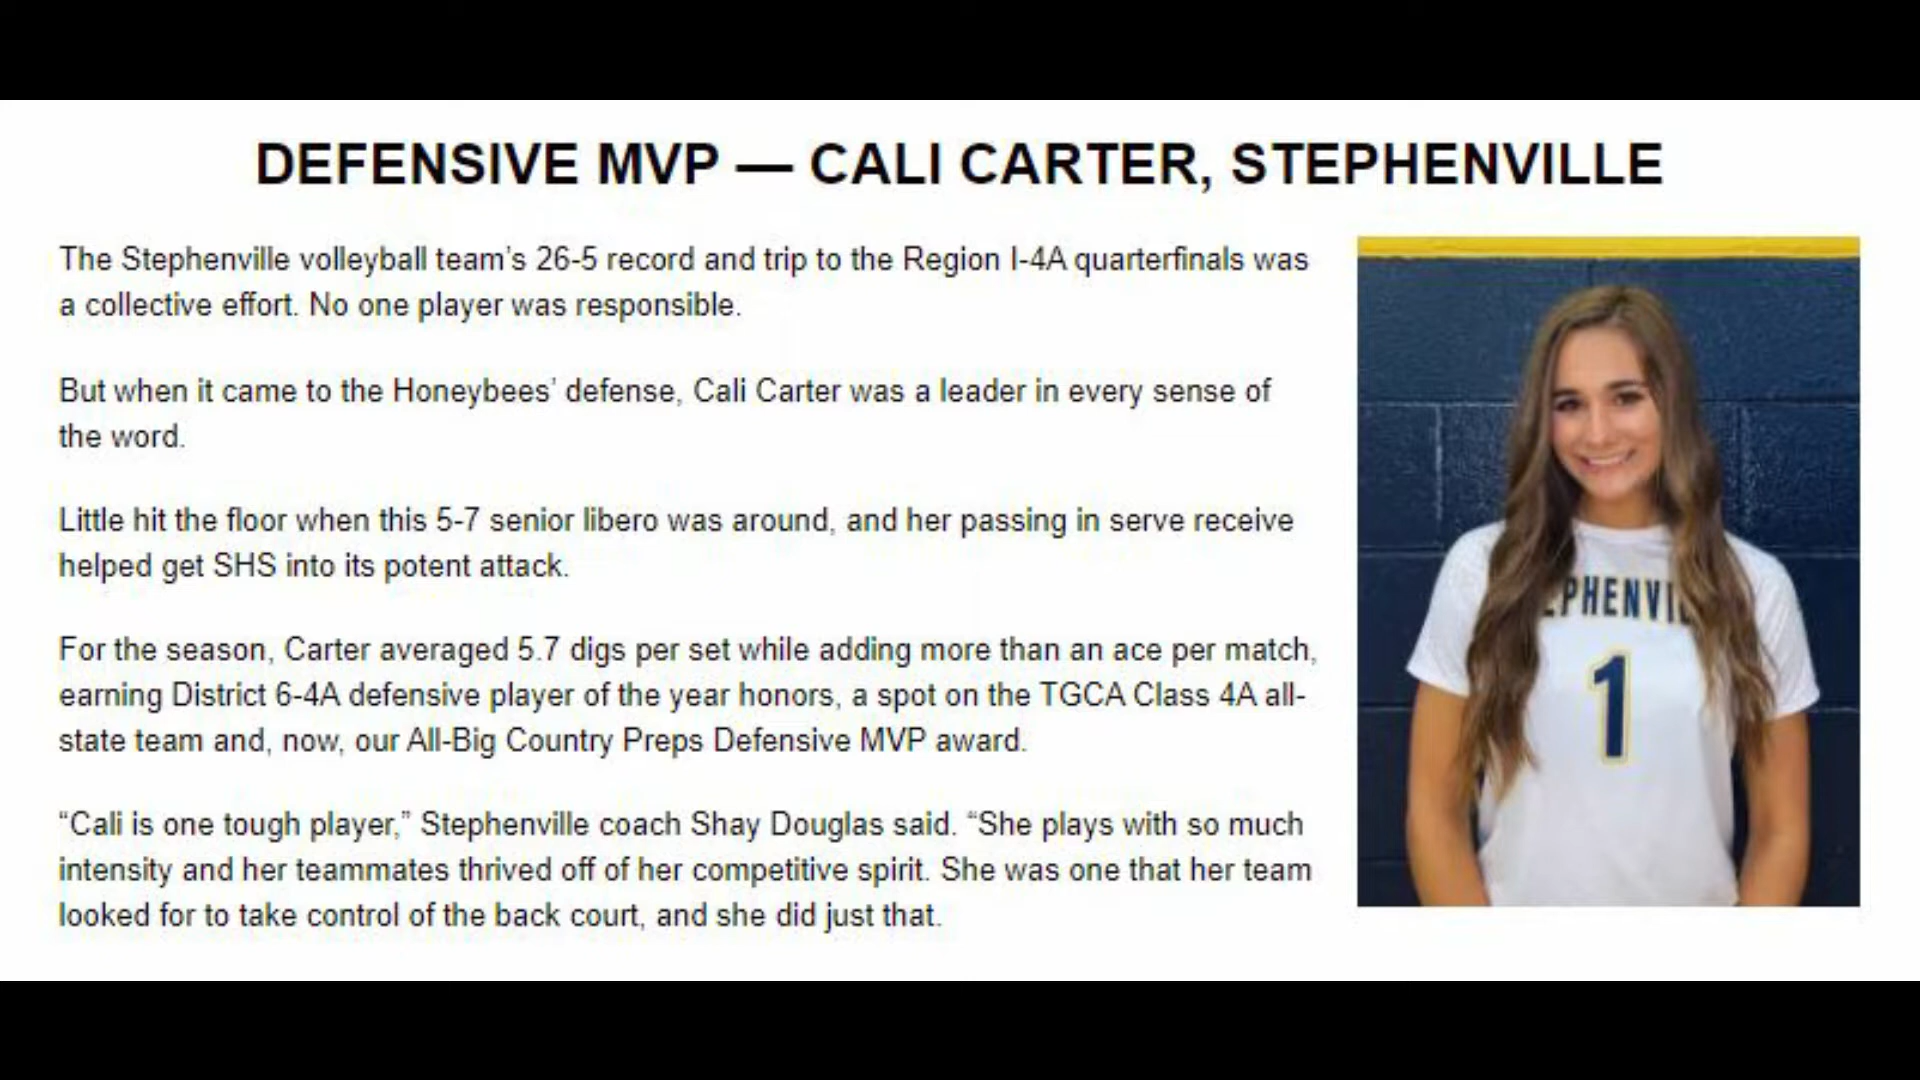 DEFENSIVE MVP — CALI CARTER, STEPHENVILLE
The Stephenville volleyball team’s 26-5 record and trip to the Region I-4A quarterfinals was
a collective effort. No one player was responsible.
But when it came to the Honeybees’ defense, Cali Carter was a leader in every sense of
the word.
Little hit the floor when this 5-7 senior libero was around, and her passing in serve receive
helped get SHS into its potent attack.
For the season, Carter averaged 5.7 digs per set while adding more than an ace per match,
earning District 6-4A defensive player of the year honors, a spot on the TGCA Class 4A all-
state team and, now, our All-Big Country Preps Defensive MVP award.
“Cali is one tough player,” Stephenville coach Shay Douglas said. “She plays with so much
intensity and her teammates thrived off of her competitive spirit. She was one that her team
looked for to take control of the back court, and she did just that.
EPHENVI
1